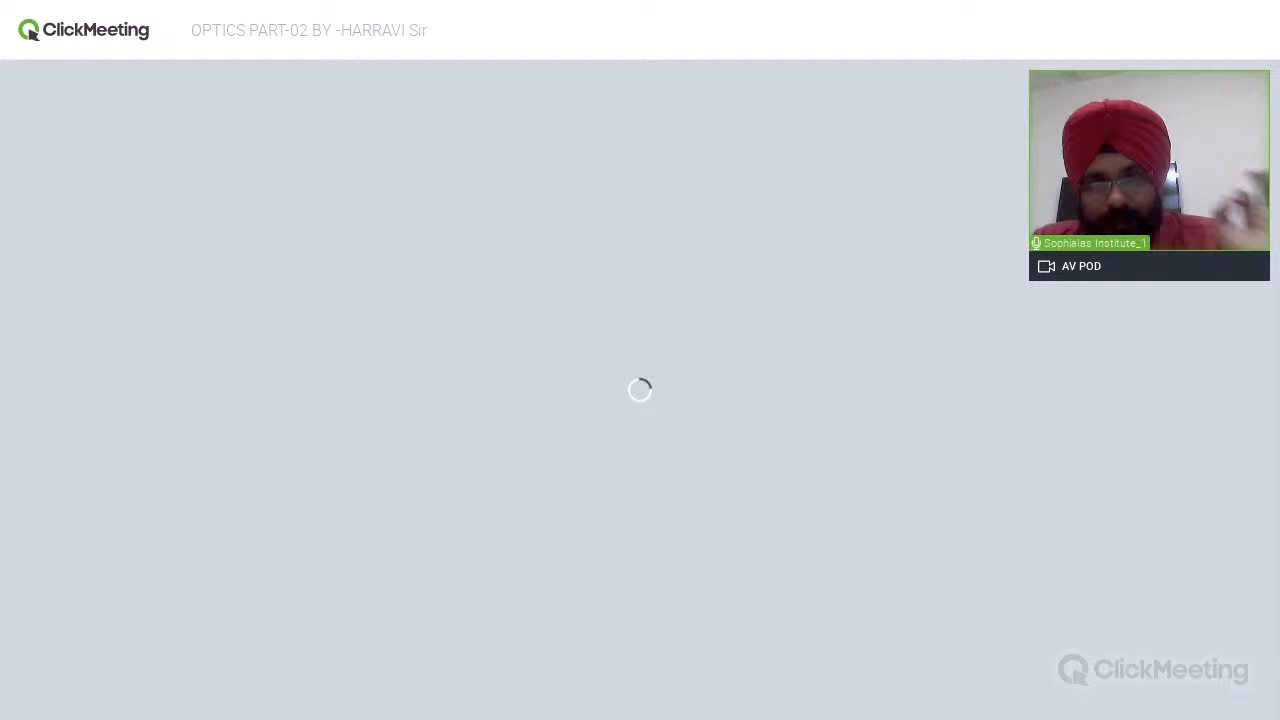 ClickMeeting
OPTICS PART-02 BY -HARRAVI Sir
Sophiaias Institute_1
AV POD
ClickMeeting